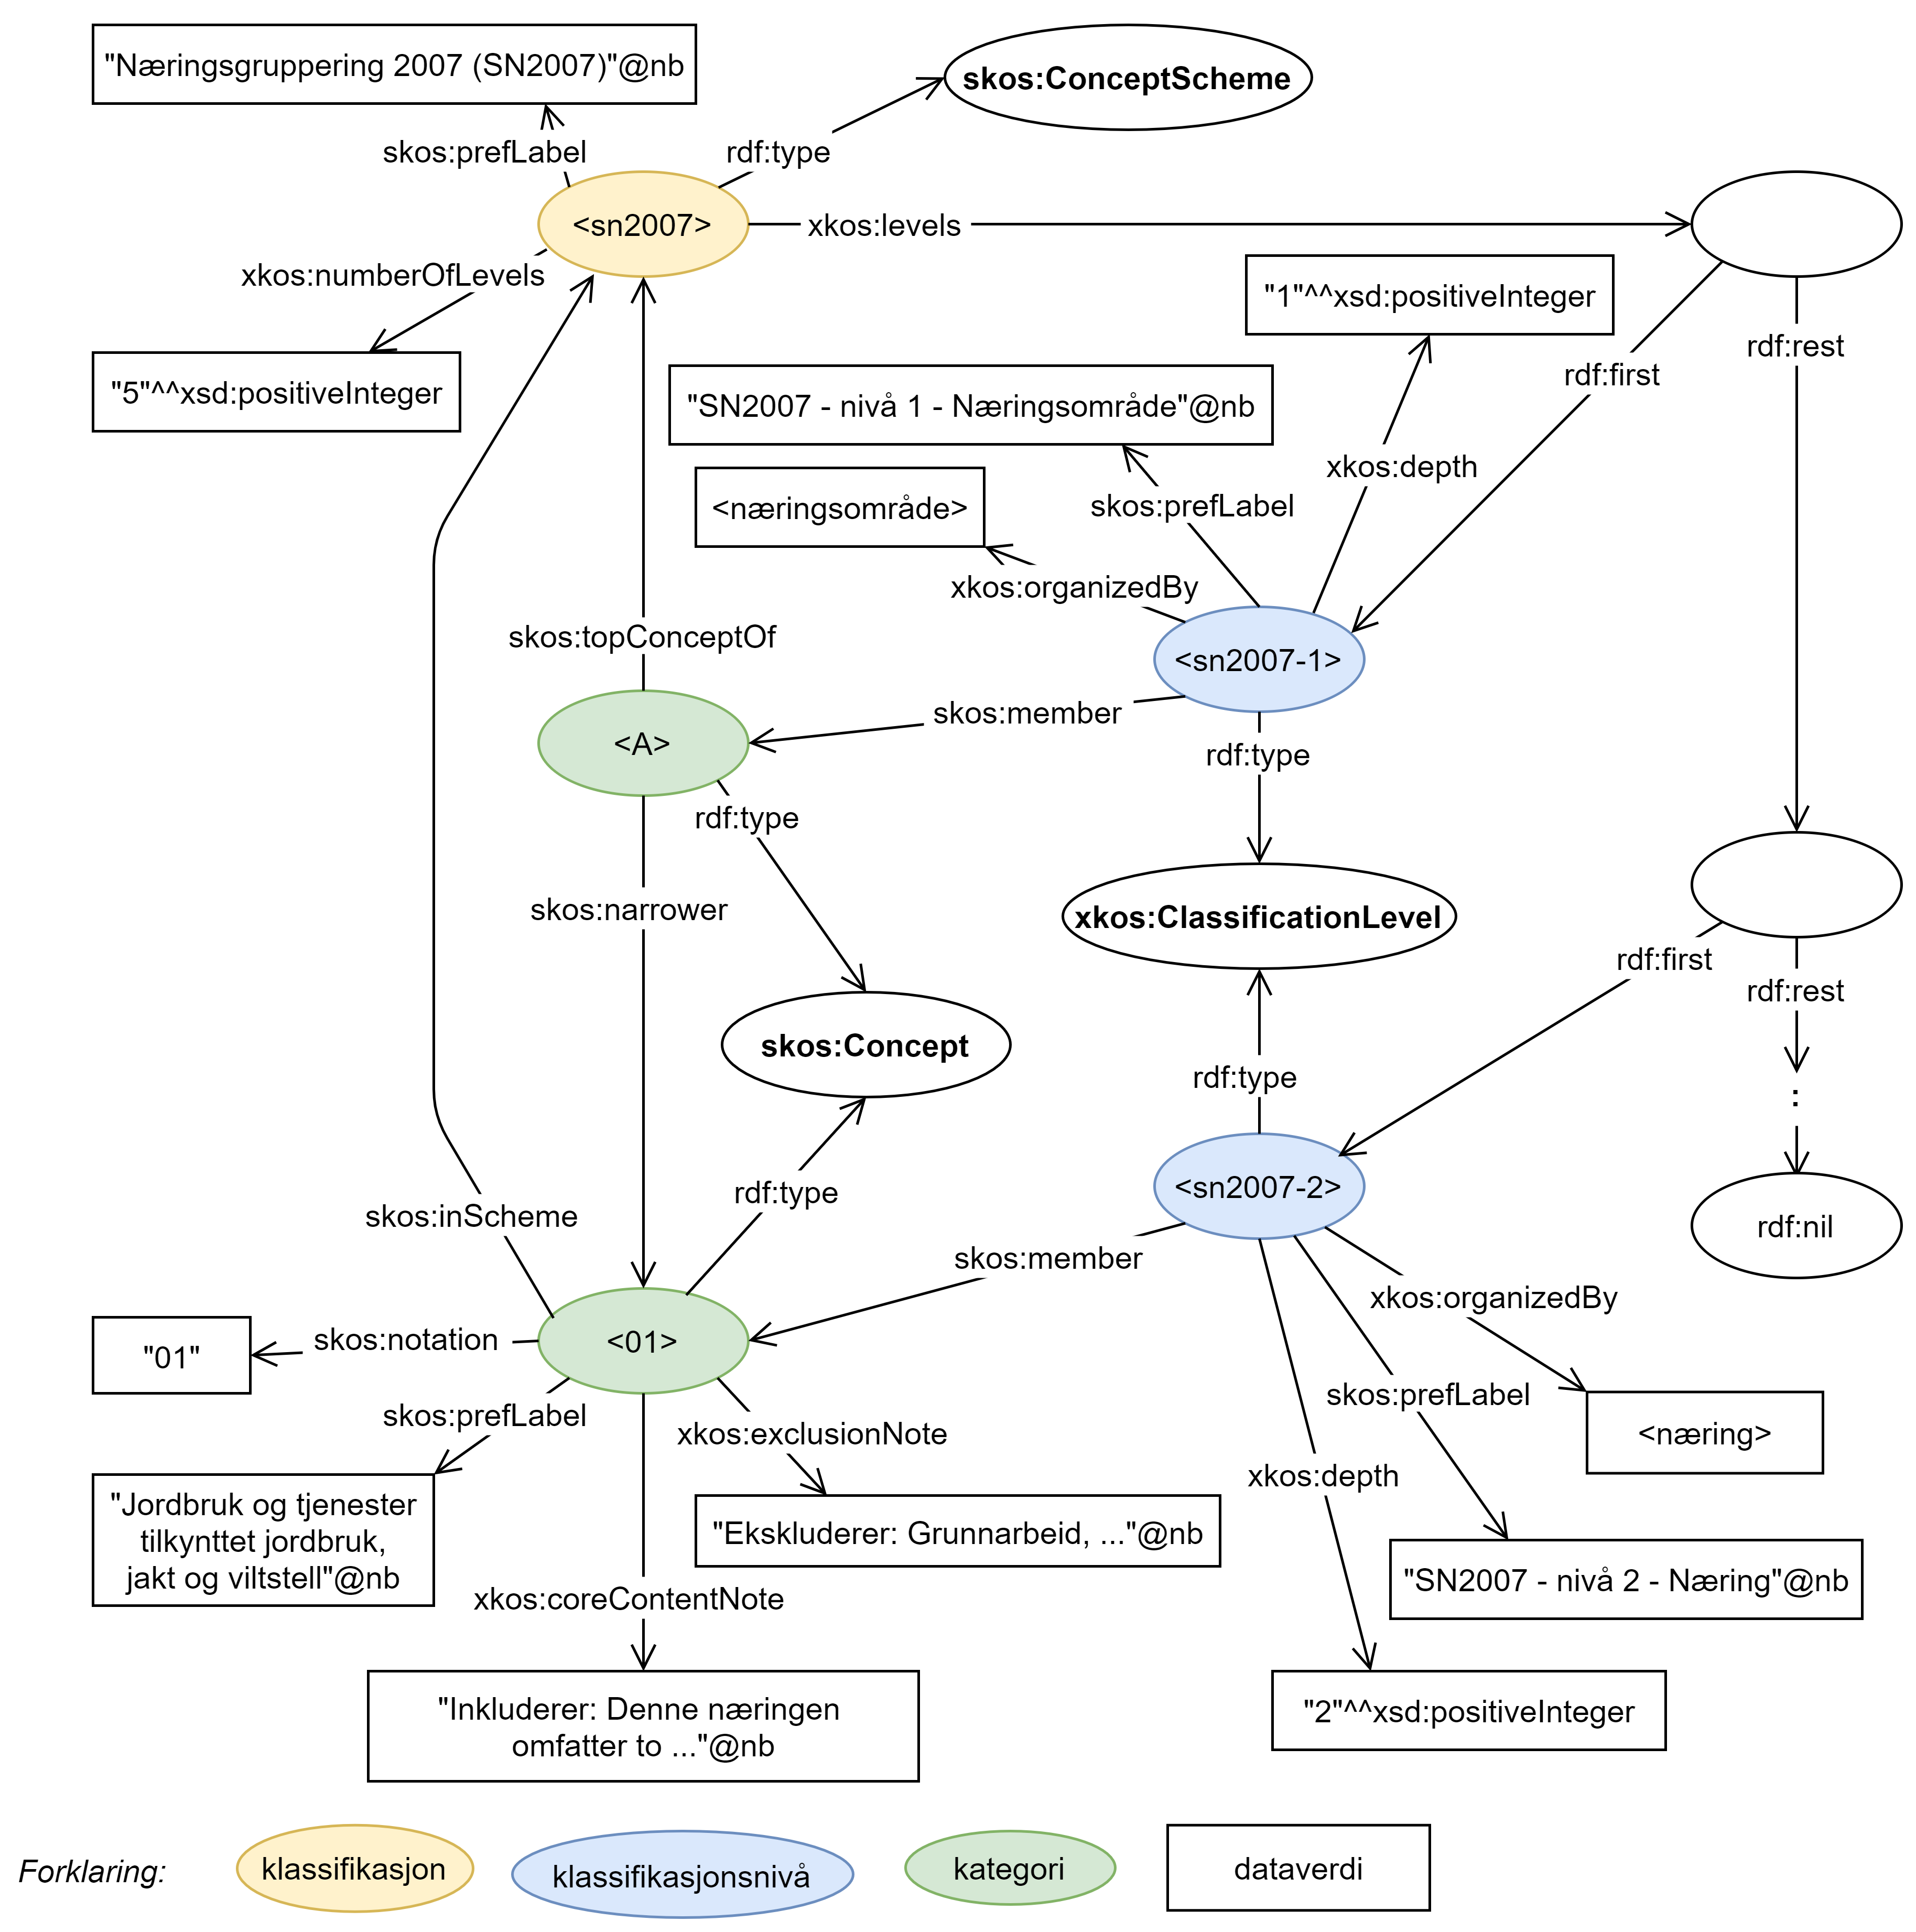 "Næringsgruppering 2007 (SN2007)"@nb
skos:ConceptScheme
skos:prefLabel
rdf:type
<sn2007>
xkos:levels
xkos:numberOfLevels
"1"^^xsd:positiveInteger
rdf:rest
rdf:first
"5"^^xsd:positiveInteger
"SN2007 - nivå 1 - Næringsområde"@nb
xkos:depth
<næringsområde>
skos:prefLabel
xkos:organizedBy
skos:topConceptOf
<sn2007-1>
skos:member
<A>
rdf:type
rdf:type
skos:narrower
xkos:ClassificationLevel
rdf:first
rdf:rest
skos:Concept
rdf:type
:
rdf:type
<sn2007-2>
skos:inScheme
rdf:nil
skos:member
xkos:organizedBy
skos:notation
<01>
"01"
skos:prefLabel
skos:prefLabel
xkos:exclusionNote
<næring>
xkos:depth
"Jordbruk og tjenester
tilkynttet jordbruk,
jakt og viltstell"@nb
"Ekskluderer: Grunnarbeid, ..."@nb
"SN2007 - nivå 2 - Næring"@nb
xkos:coreContentNote
"Inkluderer: Denne næringen
omfatter to ..."@nb
"2"^^xsd:positiveInteger
Forklaring:
klassifikasjon
klassifikasjonsnivå
kategori
dataverdi